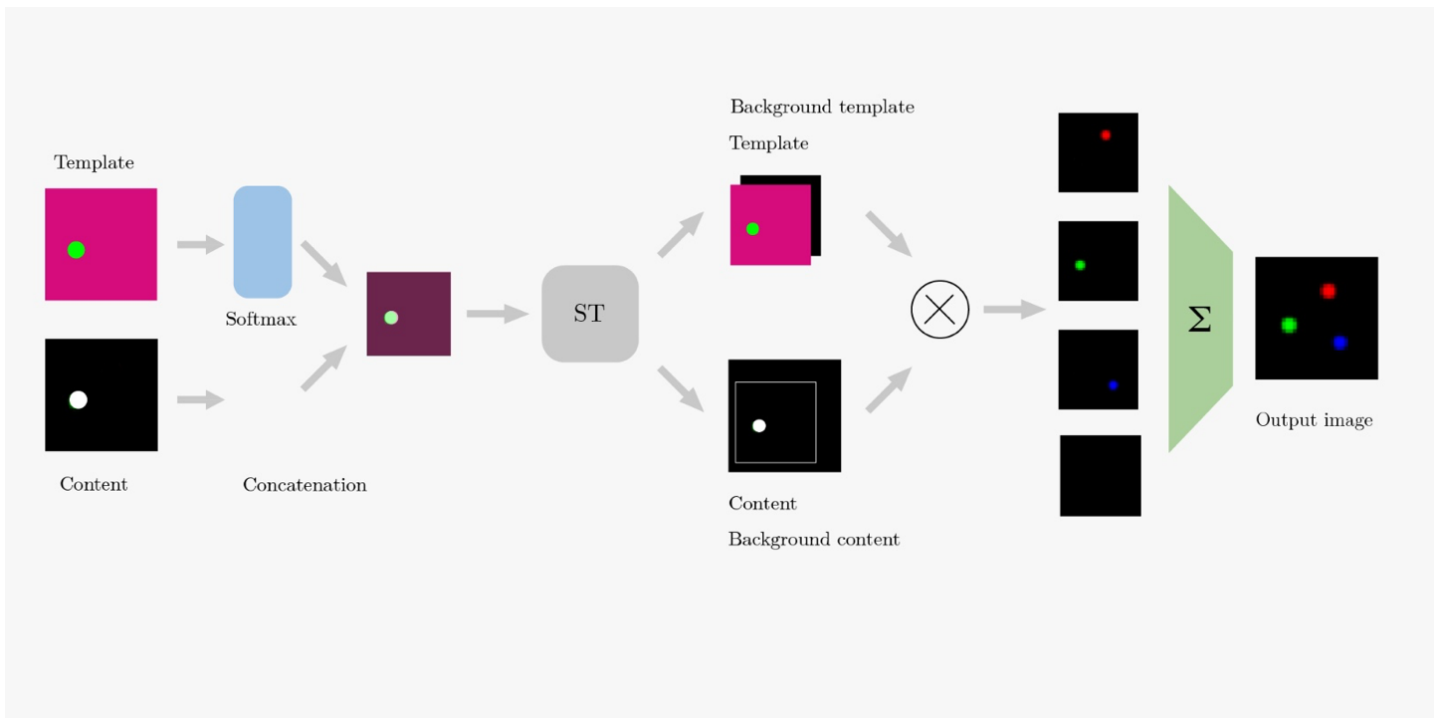 Template
Softmax
Content
Concatenation
ST
Background template
Template
Content
Background content
Σ
Output image